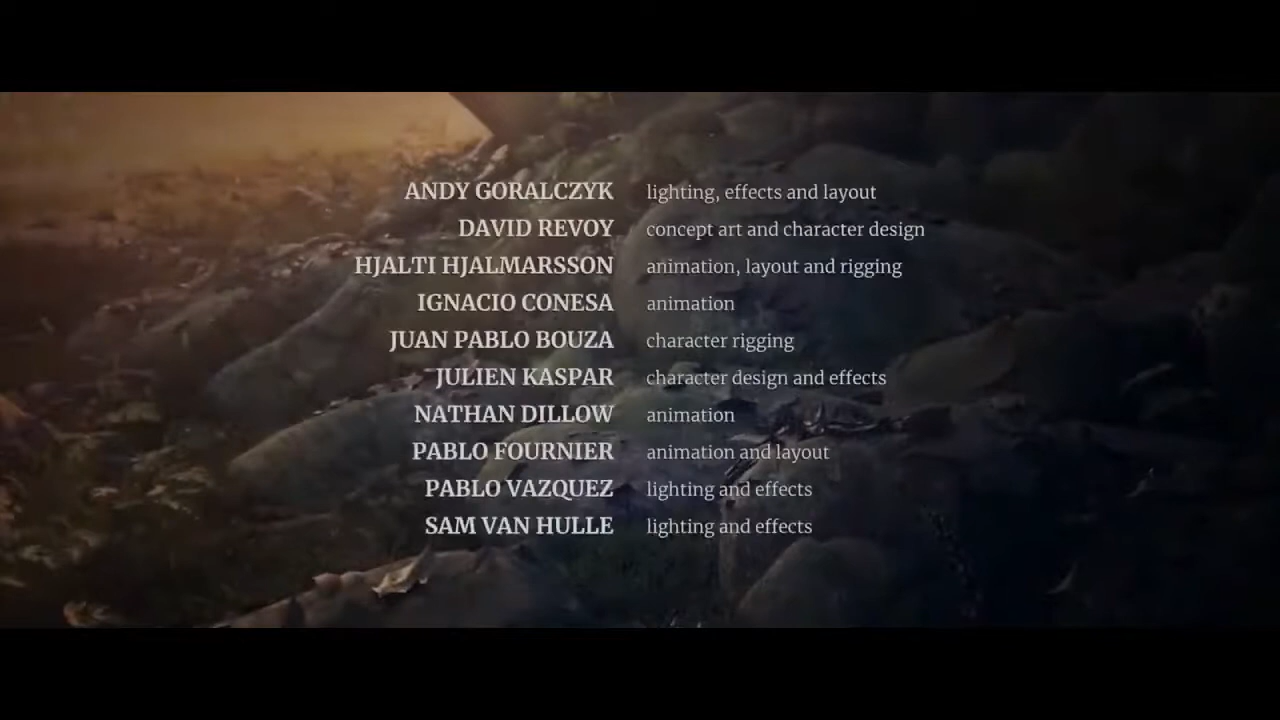 ANDY GORALCZYK lighting, effects and layout
DAVID REVOY concept art and character design
HJALTI HJALMARSSON animation, layout and rigging
IGNACIO CONESA animation
JUAN PABLO BOUZA character rigging
JULIEN KASPAR character design and effects
NATHAN DILLOW animation
PABLO FOURNIER animation and layout
PABLO VAZQUEZ lighting and effects
SAM VAN HULLE lighting and effects